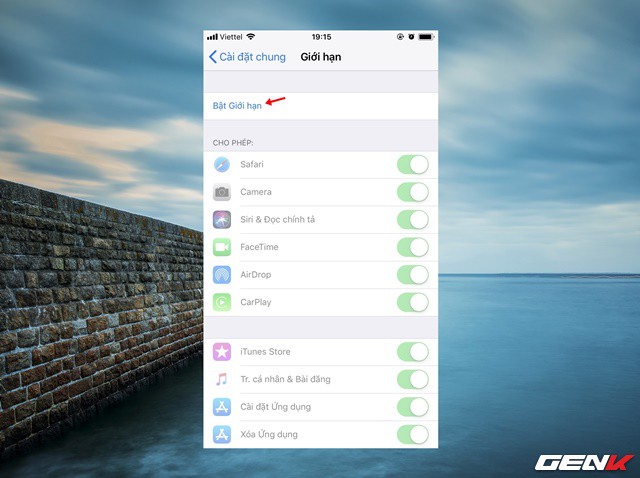 Viettel 19:15
Cài đặt chung Giới hạn
Bật Giới hạn
CHO PHÉP:
Safari
Camera
Siri & Đọc chính tả
FaceTime
AirDrop
CarPlay
iTunes Store
Tr. cá nhân & Bài đăng
Cài đặt Ứng dụng
Xóa Ứng dụng
GENK